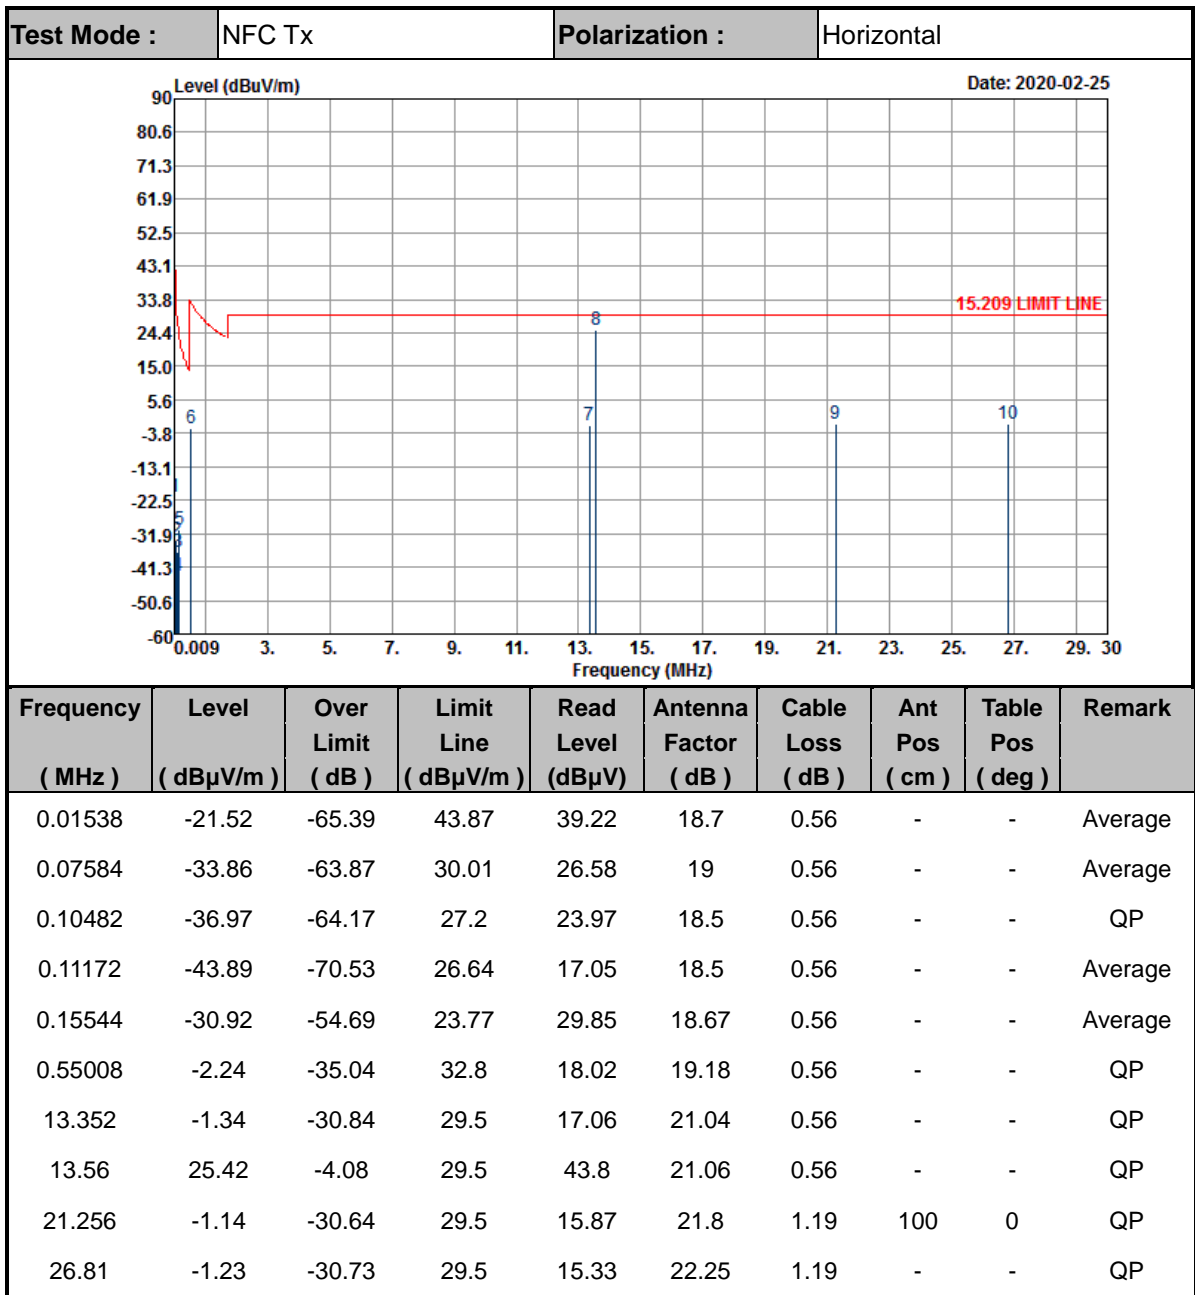 Test Mode : NFC Tx Polarization : Horizontal
Level (dBuV/m) Date: 2020-02-25
90
80.6
71.3
61.9
52.5
43.1
33.8
24.4
15.0
5.6
-3.8
-13.1
-22.5
-31.9
-41.3
-50.6
-60
15.209 LIMIT LINE
8
6 7 9 10
5
0.009 3. 5. 7. 9. 11. 13. 15. 17. 19. 21. 23. 25. 27. 29. 30
Frequency (MHz)
Frequency Level Over Limit Read Antenna Cable Ant Table Remark
Limit Line Level Factor Loss Pos Pos
( MHz ) ( dBµV/m ) ( dB ) ( dBµV/m ) (dBµV) ( dB ) ( dB ) ( cm ) ( deg )
0.01538 -21.52 -65.39 43.87 39.22 18.7 0.56 - - Average
0.07584 -33.86 -63.87 30.01 26.58 19 0.56 - - Average
0.10482 -36.97 -64.17 27.2 23.97 18.5 0.56 - - QP
0.11172 -43.89 -70.53 26.64 17.05 18.5 0.56 - - Average
0.15544 -30.92 -54.69 23.77 29.85 18.67 0.56 - - Average
0.55008 -2.24 -35.04 32.8 18.02 19.18 0.56 - - QP
13.352 -1.34 -30.84 29.5 17.06 21.04 0.56 - - QP
13.56 25.42 -4.08 29.5 43.8 21.06 0.56 - - QP
21.256 -1.14 -30.64 29.5 15.87 21.8 1.19 100 0 QP
26.81 -1.23 -30.73 29.5 15.33 22.25 1.19 - - QP